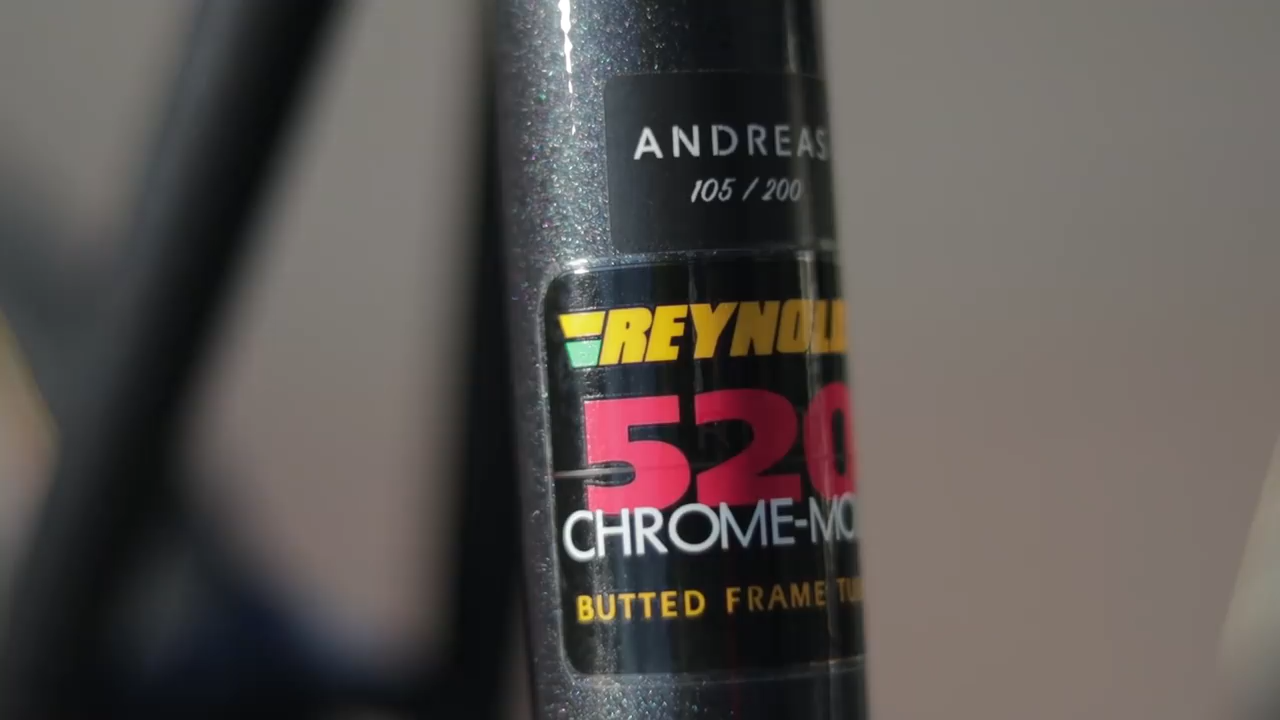 ANDREAS
105 / 200
REYNOL
520
CHROME-MO
BUTTED FRAME TU